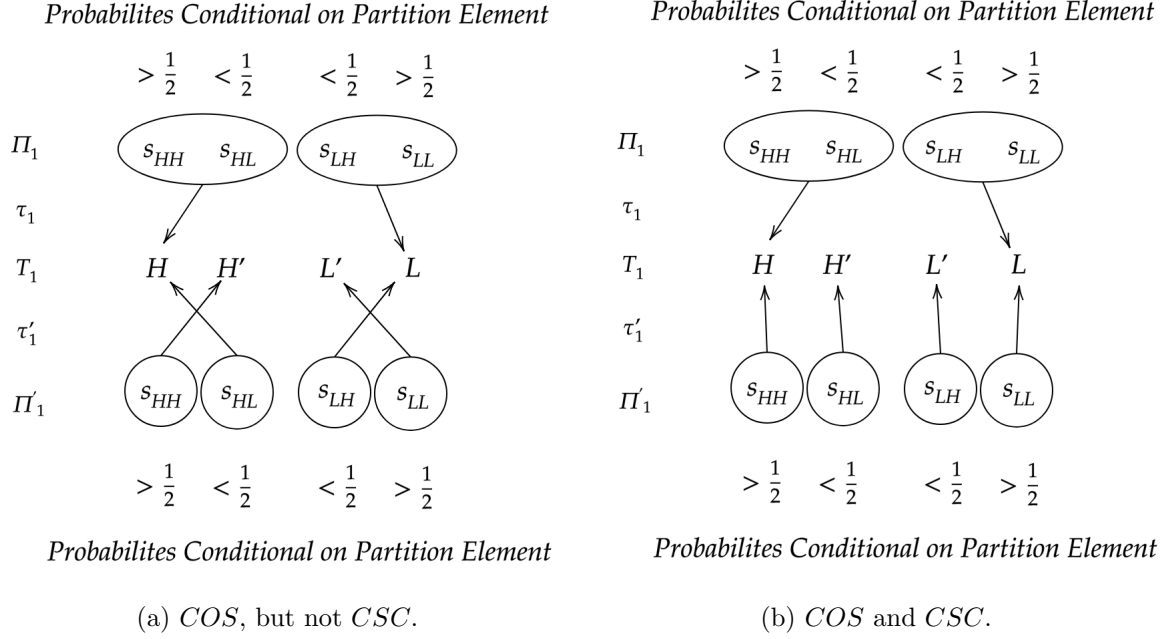 Probabilites Conditional on Partition Element
> 1/2 < 1/2 < 1/2 > 1/2
Π₁ s_HH s_HL s_LH s_LL
τ₁
T₁ H H′ L′ L
τ′₁
Π′₁ s_HH s_HL s_LH s_LL
> 1/2 < 1/2 < 1/2 > 1/2
Probabilites Conditional on Partition Element
(a) COS, but not CSC.
Probabilites Conditional on Partition Element
> 1/2 < 1/2 < 1/2 > 1/2
Π₁ s_HH s_HL s_LH s_LL
τ₁
T₁ H H′ L′ L
τ′₁
Π′₁ s_HH s_HL s_LH s_LL
> 1/2 < 1/2 < 1/2 > 1/2
Probabilites Conditional on Partition Element
(b) COS and CSC.